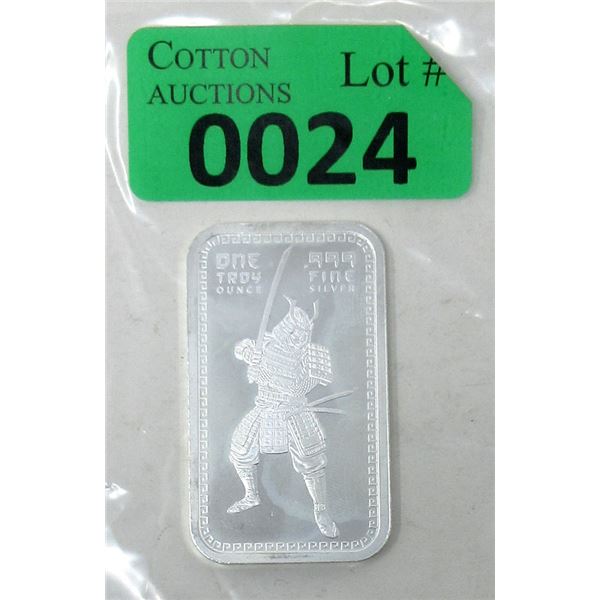 COTTON Lot #
AUCTIONS
0024
ONE .999
TROY FINE
OUNCE SILVER